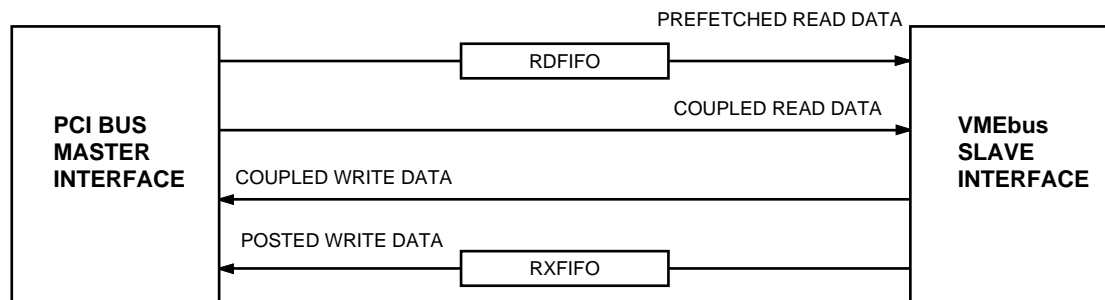 PREFETCHED READ DATA
RDFIFO
COUPLED READ DATA
PCI BUS
MASTER
INTERFACE
VMEbus
SLAVE
INTERFACE
COUPLED WRITE DATA
POSTED WRITE DATA
RXFIFO